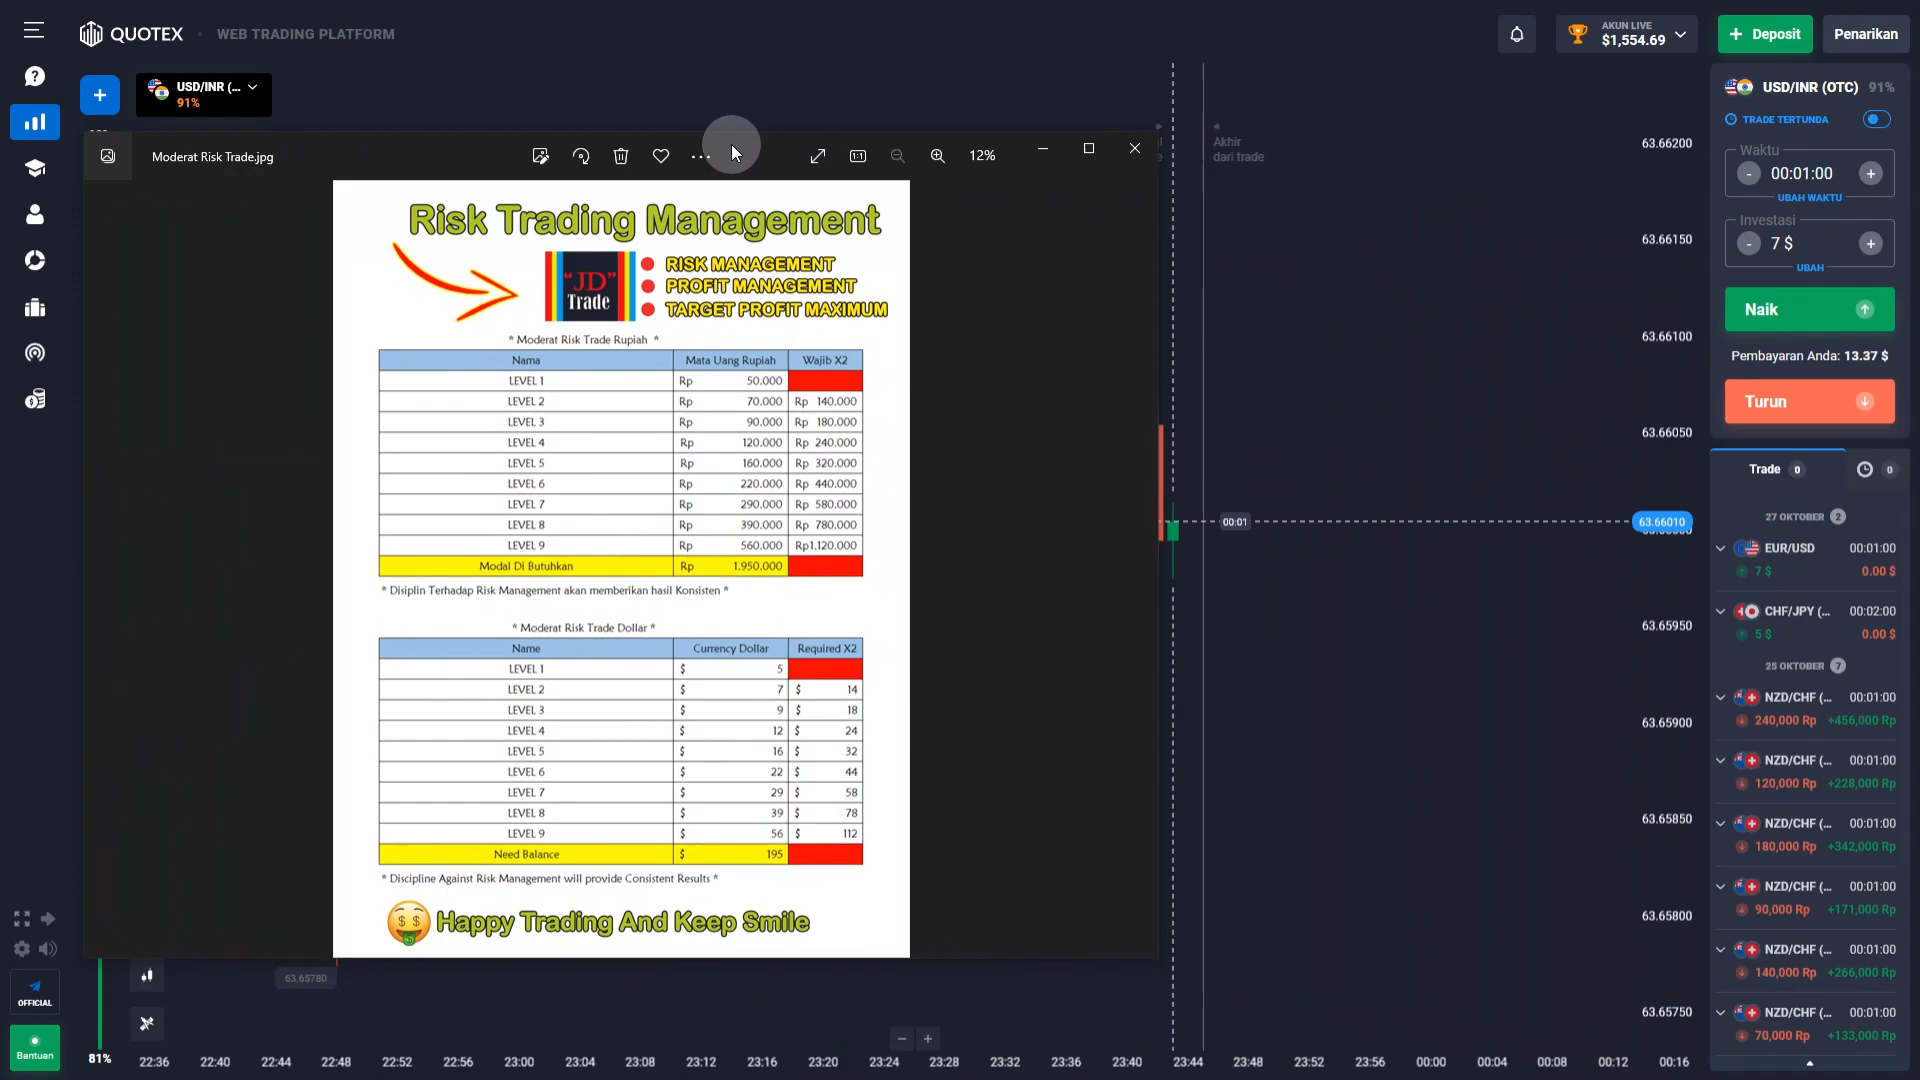 QUOTEX
WEB TRADING PLATFORM
AKUN LIVE
$1,554.69
Deposit
Penarikan
USD/INR (...
91%
Moderat Risk Trade.jpg
12%
Risk Trading Management
"JD"
Trade
RISK MANAGEMENT
PROFIT MANAGEMENT
TARGET PROFIT MAXIMUM
* Moderat Risk Trade Rupiah *
Nama Mata Uang Rupiah Wajib X2
LEVEL 1 Rp 50.000
LEVEL 2 Rp 70.000 Rp 140.000
LEVEL 3 Rp 90.000 Rp 180.000
LEVEL 4 Rp 120.000 Rp 240.000
LEVEL 5 Rp 160.000 Rp 320.000
LEVEL 6 Rp 220.000 Rp 440.000
LEVEL 7 Rp 290.000 Rp 580.000
LEVEL 8 Rp 390.000 Rp 780.000
LEVEL 9 Rp 560.000 Rp1.120.000
Modal Di Butuhkan Rp 1.950.000
* Disiplin Terhadap Risk Management akan memberikan hasil Konsisten *
* Moderat Risk Trade Dollar *
Name Currency Dollar Required X2
LEVEL 1 $ 5
LEVEL 2 $ 7 $ 14
LEVEL 3 $ 9 $ 18
LEVEL 4 $ 12 $ 24
LEVEL 5 $ 16 $ 32
LEVEL 6 $ 22 $ 44
LEVEL 7 $ 29 $ 58
LEVEL 8 $ 39 $ 78
LEVEL 9 $ 56 $ 112
Need Balance $ 195
* Discipline Against Risk Management will provide Consistent Results *
Happy Trading And Keep Smile
Akhir
dari trade
00:01
63.66200
63.66150
63.66100
63.66050
63.66010
63.65950
63.65900
63.65850
63.65800
63.65750
63.65780
OFFICIAL
Bantuan
81%
22:36 22:40 22:44 22:48 22:52 22:56 23:00 23:04 23:08 23:12 23:16 23:20 23:24 23:28 23:32 23:36 23:40 23:44 23:48 23:52 23:56 00:00 00:04 00:08 00:12 00:16
USD/INR (OTC) 91%
TRADE TERTUNDA
Waktu
- 00:01:00 +
UBAH WAKTU
Investasi
- 7 $ +
UBAH
Naik
Pembayaran Anda: 13.37 $
Turun
Trade 0 0
27 OKTOBER 2
EUR/USD 00:01:00
7 $ 0.00 $
CHF/JPY (... 00:02:00
5 $ 0.00 $
25 OKTOBER 7
NZD/CHF (... 00:01:00
240,000 Rp +456,000 Rp
NZD/CHF (... 00:01:00
120,000 Rp +228,000 Rp
NZD/CHF (... 00:01:00
180,000 Rp +342,000 Rp
NZD/CHF (... 00:01:00
90,000 Rp +171,000 Rp
NZD/CHF (... 00:01:00
140,000 Rp +266,000 Rp
NZD/CHF (... 00:01:00
70,000 Rp +133,000 Rp